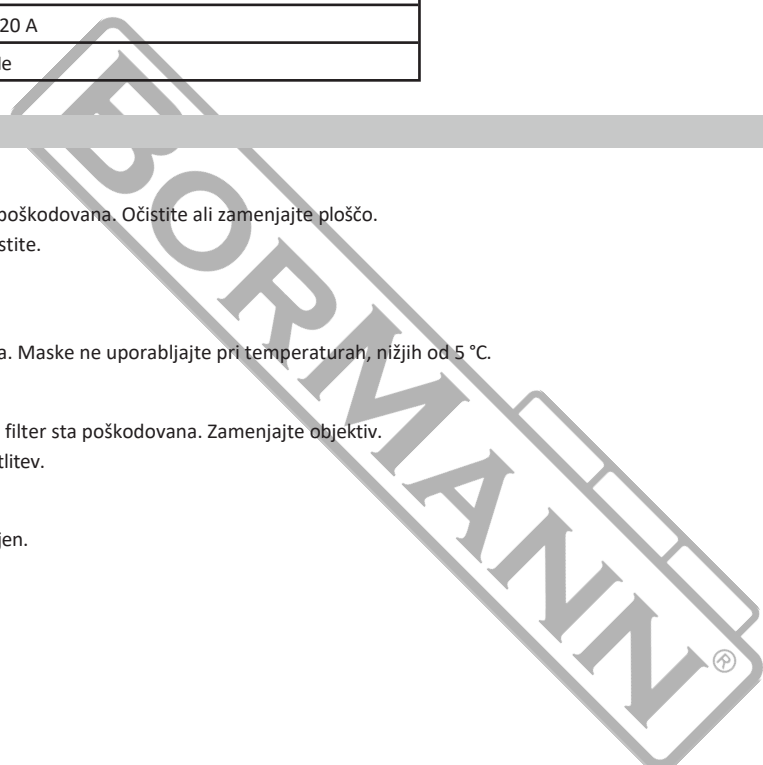 20 A
poškodovana. Očistite ali zamenjajte ploščo.
stite.
a. Maske ne uporabljajte pri temperaturah, nižjih od 5 °C.
filter sta poškodovana. Zamenjajte objektiv.
tlitev.
jen.
BORMANN®